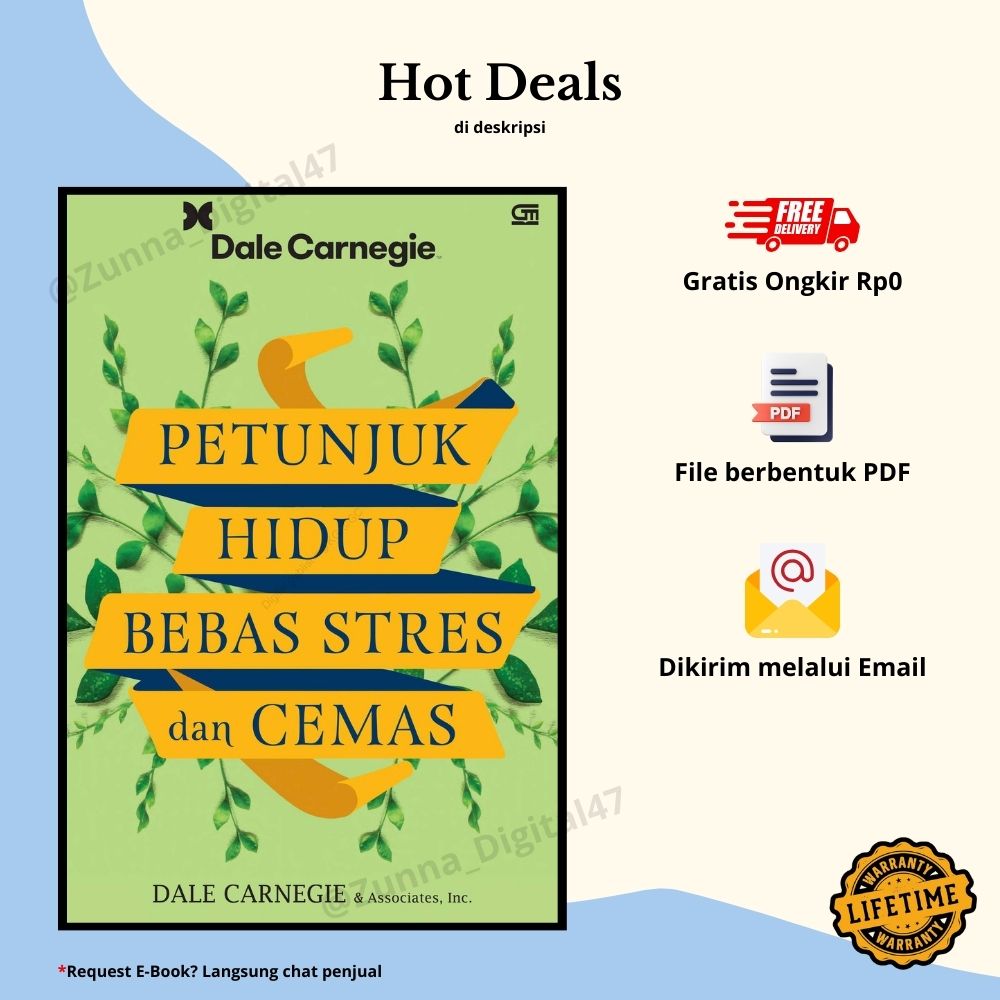 Hot Deals
di deskripsi
@Zunna_Digital47
GM
Dale Carnegie
PETUNJUK
HIDUP
BEBAS STRES
dan CEMAS
DALE CARNEGIE & Associates, Inc.
@Zunna_Digital47
FREE
DELIVERY
Gratis Ongkir Rp0
PDF
File berbentuk PDF
@
Dikirim melalui Email
WARRANTY
LIFETIME
WARRANTY
*Request E-Book? Langsung chat penjual